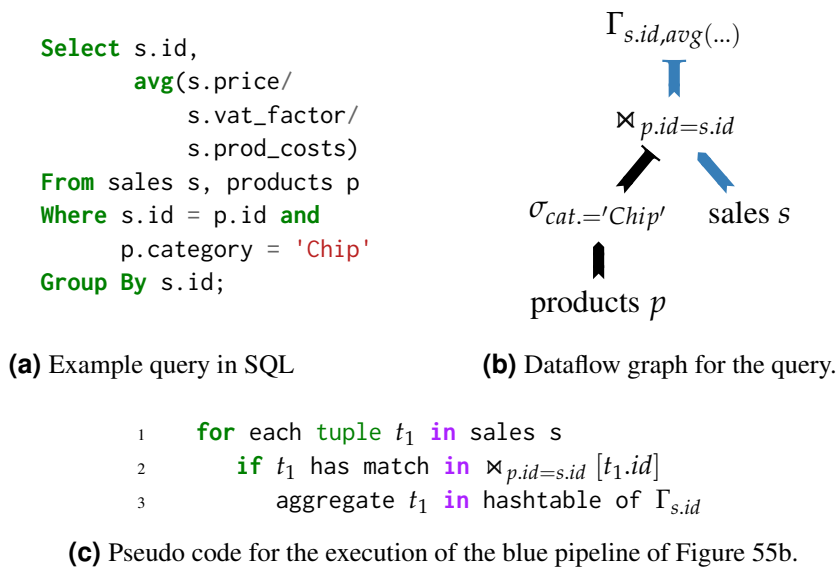 Select s.id,
avg(s.price/
s.vat_factor/
s.prod_costs)
From sales s, products p
Where s.id = p.id and
p.category = 'Chip'
Group By s.id;
(a) Example query in SQL
Γs.id,avg(...)
⋈p.id=s.id
σcat.='Chip'
sales s
products p
(b) Dataflow graph for the query.
1 for each tuple t1 in sales s
2 if t1 has match in ⋈p.id=s.id [t1.id]
3 aggregate t1 in hashtable of Γs.id
(c) Pseudo code for the execution of the blue pipeline of Figure 55b.